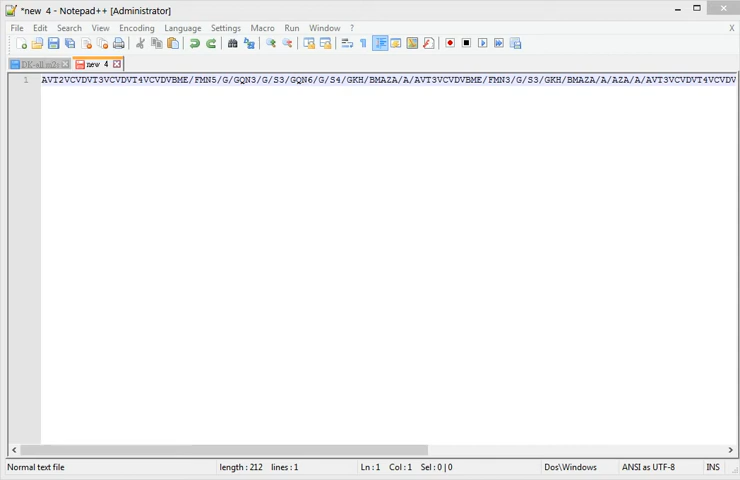 *new 4 - Notepad++ [Administrator]
File Edit Search View Encoding Language Settings Macro Run Window ? X
new 4
1 AVT2VCVDVT3VCVDVT4VCVDVBME/FMN5/G/GQN3/G/S3/GQN6/G/S4/GKH/BMAZA/A/AVT3VCVDVBME/FMN3/G/S3/GKH/BMAZA/A/AZA/A/AVT3VCVDVT4VCVDV
Normal text file length : 212 lines : 1 Ln : 1 Col : 1 Sel : 0 | 0 Dos\Windows ANSI as UTF-8 INS